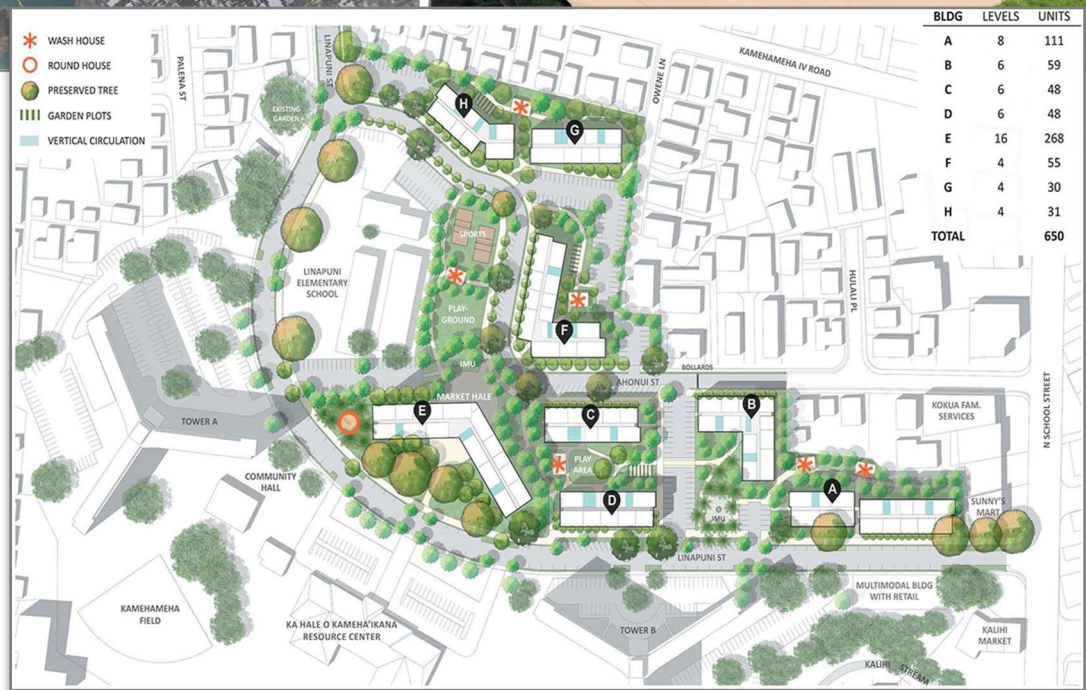 BLDG LEVELS UNITS
A 8 111
B 6 59
C 6 48
D 6 48
E 16 268
F 4 55
G 4 30
H 4 31
TOTAL 650
WASH HOUSE
ROUND HOUSE
PRESERVED TREE
GARDEN PLOTS
VERTICAL CIRCULATION
PALENA ST
LINAPUNI ST
EXISTING
GARDEN
KAMEHAMEHA IV ROAD
OWENE LN
H
G
SPORTS
LINAPUNI
ELEMENTARY
SCHOOL
PLAY-
GROUND
F
HULALI PL
IMU
BOLLARDS
AHONUI ST
MARKET HALE
E
C
B
KOKUA FAM.
SERVICES
N SCHOOL STREET
TOWER A
COMMUNITY
HALL
PLAY
AREA
D
A
IMU
SUNNY'S
MART
LINAPUNI ST
MULTIMODAL BLDG
WITH RETAIL
KAMEHAMEHA
FIELD
KA HALE O KAMEHA'IKANA
RESOURCE CENTER
TOWER B
KALIHI
MARKET
KALIHI STREAM